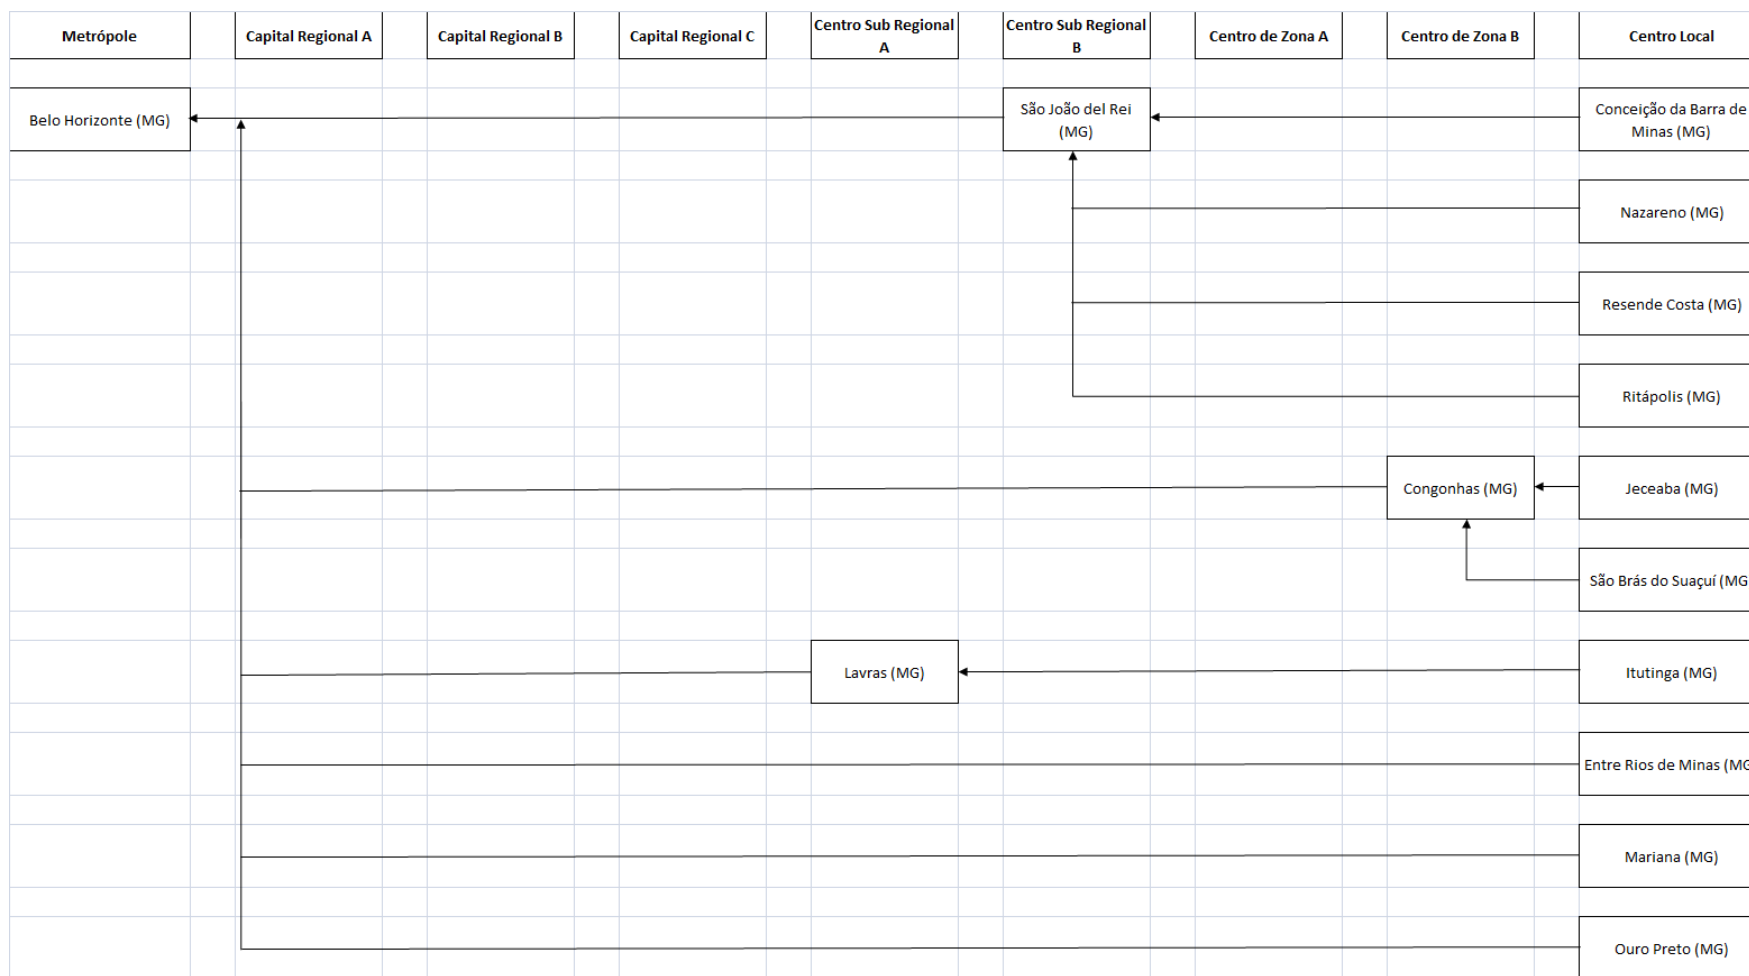 Metrópole
Capital Regional A
Capital Regional B
Capital Regional C
Centro Sub Regional
A
Centro Sub Regional
B
Centro de Zona A
Centro de Zona B
Centro Local
Belo Horizonte (MG)
São João del Rei
(MG)
Conceição da Barra de
Minas (MG)
Nazareno (MG)
Resende Costa (MG)
Ritápolis (MG)
Congonhas (MG)
Jeceaba (MG)
São Brás do Suaçuí (MG
Lavras (MG)
Itutinga (MG)
Entre Rios de Minas (MG
Mariana (MG)
Ouro Preto (MG)